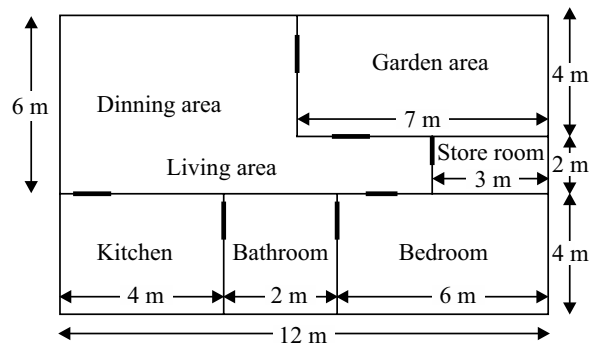 Garden area
4 m
6 m
Dinning area
7 m
Store room
2 m
Living area
3 m
Kitchen
Bathroom
Bedroom
4 m
4 m
2 m
6 m
12 m